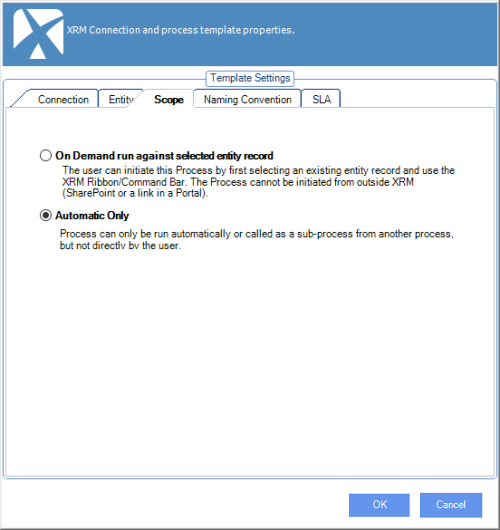 XRM Connection and process template properties.
Template Settings
Connection Entity Scope Naming Convention SLA
On Demand run against selected entity record
The user can initiate this Process by first selecting an existing entity record and use the
XRM Ribbon/Command Bar. The Process cannot be initiated from outside XRM
(SharePoint or a link in a Portal).
Automatic Only
Process can only be run automatically or called as a sub-process from another process,
but not directly by the user.
OK Cancel